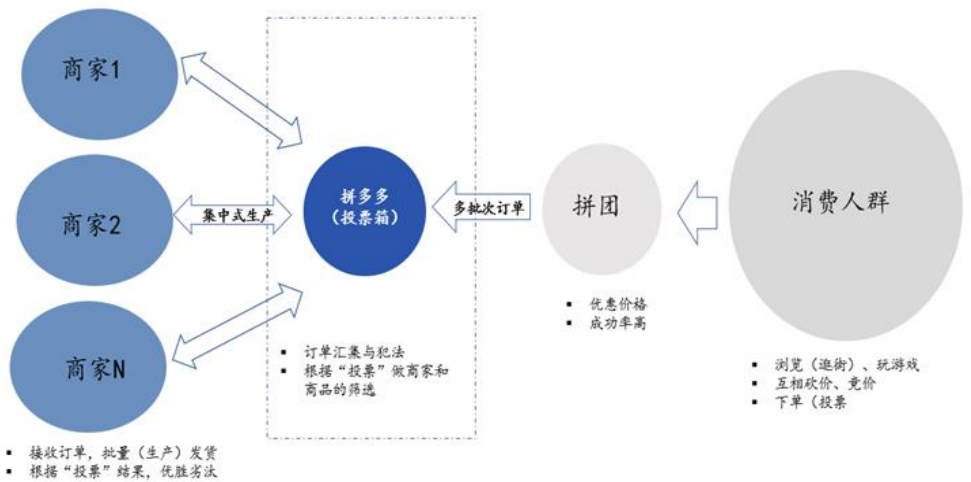 商家1
商家2
商家N
集中式生产
拼多多
（投票箱）
多批次订单
拼团
消费人群
▪ 优惠价格
▪ 成功率高
▪ 订单汇集与犯法
▪ 根据“投票”做商家和
商品的筛选
▪ 浏览（逛街）、玩游戏
▪ 互相砍价、竞价
▪ 下单（投票
▪ 接收订单，批量（生产）发货
▪ 根据“投票”结果，优胜劣汰